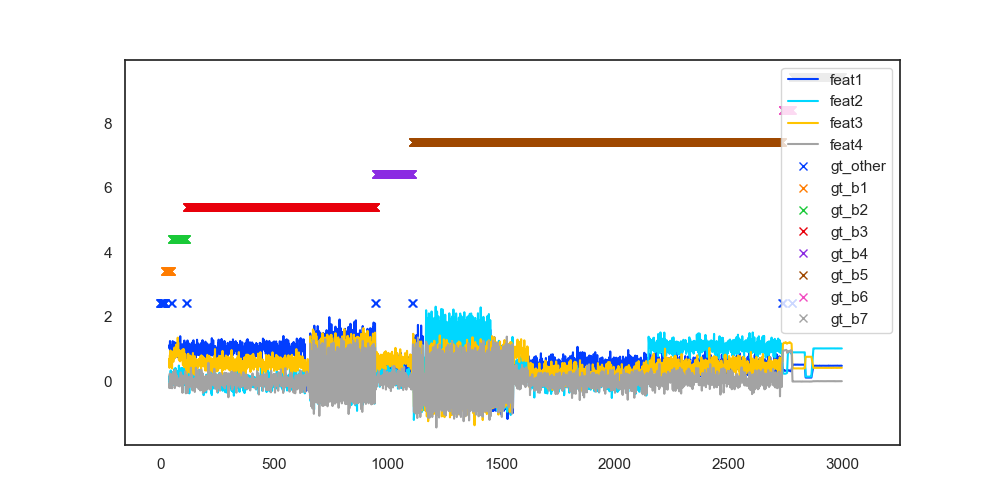 8
6
4
2
0
0
500
1000
1500
2000
2500
3000
feat1
feat2
feat3
feat4
gt_other
gt_b1
gt_b2
gt_b3
gt_b4
gt_b5
gt_b6
gt_b7